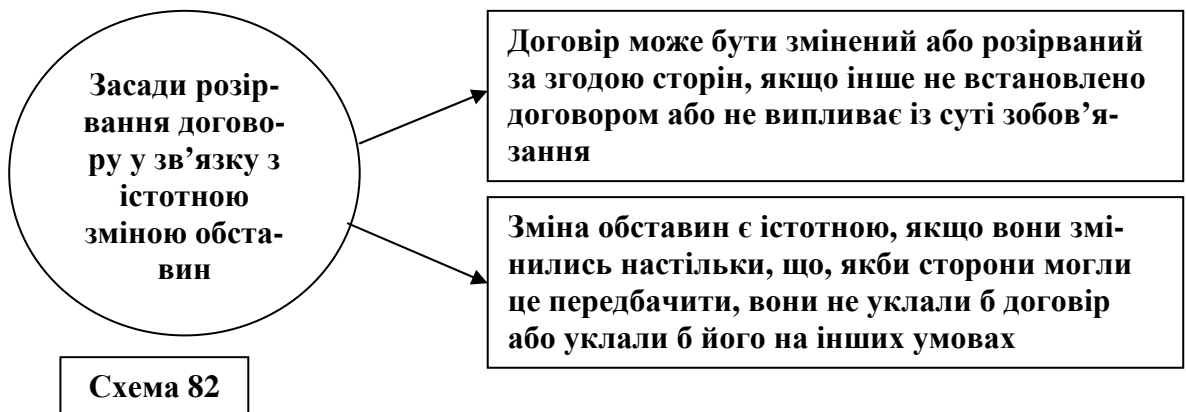 Засади розір-
вання догово-
ру у зв’язку з
істотною
зміною обста-
вин
Договір може бути змінений або розірваний
за згодою сторін, якщо інше не встановлено
договором або не випливає із суті зобов’я-
зання
Зміна обставин є істотною, якщо вони змі-
нились настільки, що, якби сторони могли
це передбачити, вони не уклали б договір
або уклали б його на інших умовах
Схема 82